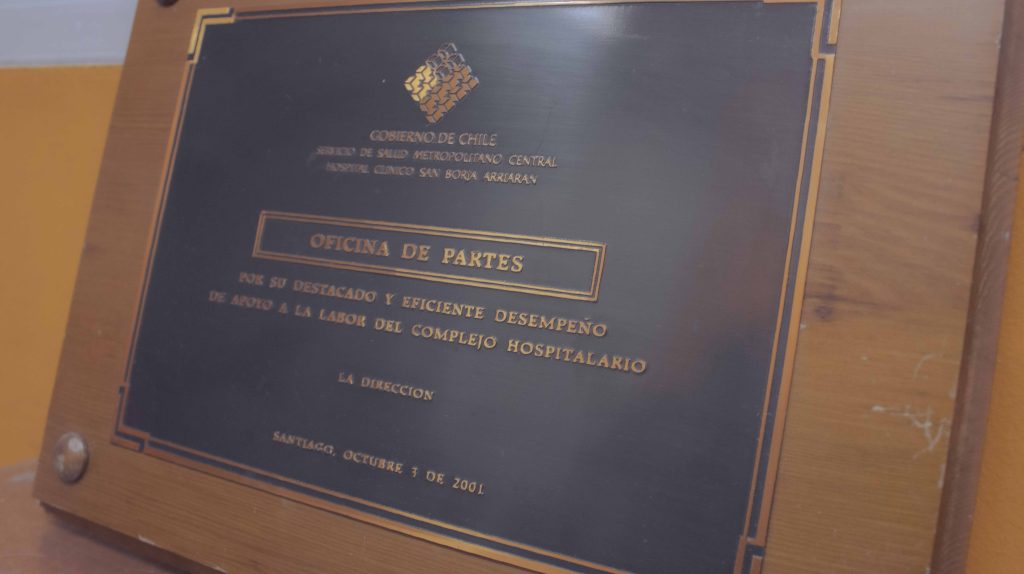 GOBIERNO DE CHILE
SERVICIO DE SALUD METROPOLITANO CENTRAL
HOSPITAL CLINICO SAN BORJA ARRIARAN
OFICINA DE PARTES
POR SU DESTACADO Y EFICIENTE DESEMPEÑO
DE APOYO A LA LABOR DEL COMPLEJO HOSPITALARIO
LA DIRECCION
SANTIAGO, OCTUBRE 3 DE 2001